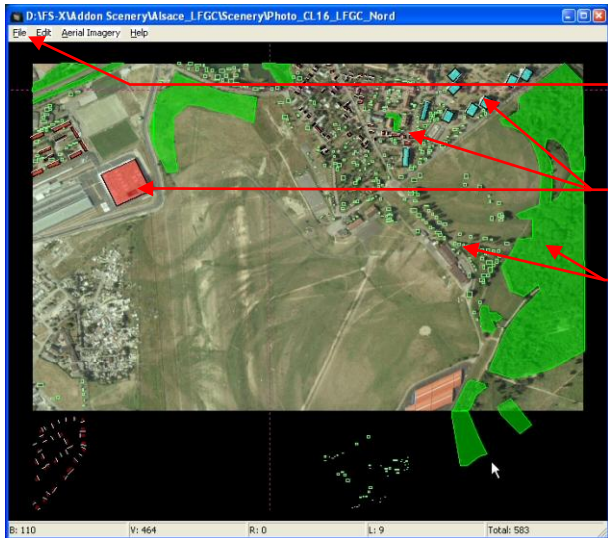 D:\FS-X\Addon Scenery\Alsace_LFGC\Scenery\Photo_CL16_LFGC_Nord
File Edit Aerial Imagery Help
B: 110 V: 464 R: 0 L: 9 Total: 583